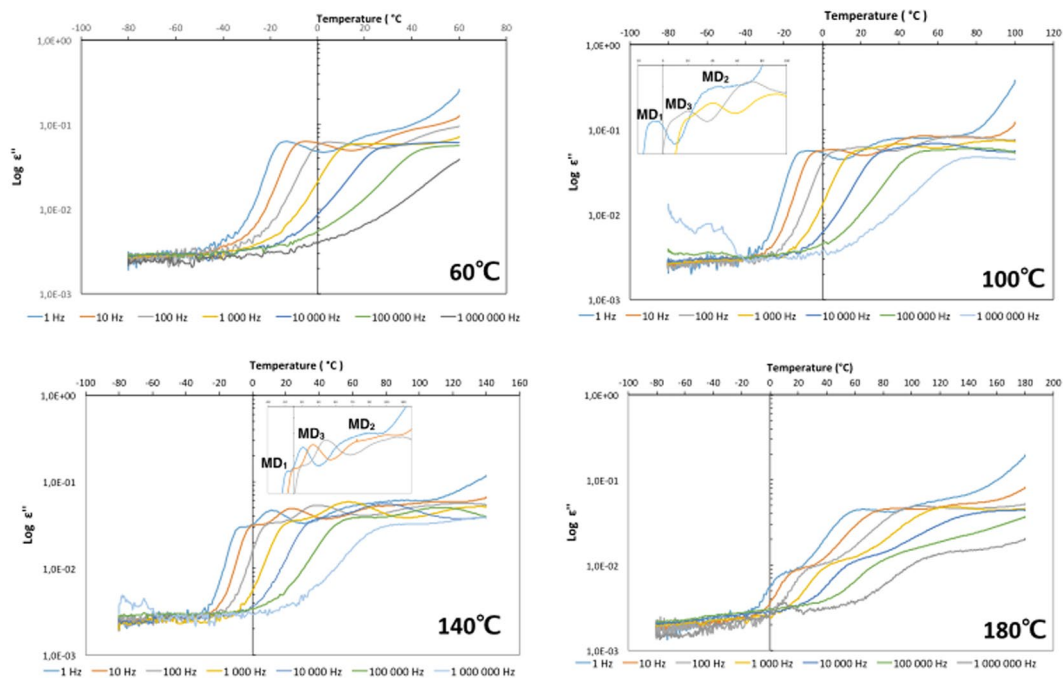 Temperature ( °C
-100 -80 -60 -40 -20 0 20 40 60 80
1,0E+00
1,0E-01
1,0E-02
1,0E-03
Log ε"
60℃
1 Hz 10 Hz 100 Hz 1 000 Hz 10 000 Hz 100 000 Hz 1 000 000 Hz
Temperature ( °C)
-100 -80 -60 -40 -20 0 20 40 60 80 100 120
1,0E+00
1,0E-01
1,0E-02
1,0E-03
Log ε"
MD2
MD3
MD1
100℃
1 Hz 10 Hz 100 Hz 1 000 Hz 10 000 Hz 100 000 Hz 1 000 000 Hz
Temperature ( °C)
-100 -80 -60 -40 -20 0 20 40 60 80 100 120 140 160
1,0E+00
1,0E-01
1,0E-02
1,0E-03
Log ε"
MD2
MD3
MD1
140℃
1 Hz 10 Hz 100 Hz 1 000 Hz 10 000 Hz 100 000 Hz 1 000 000 Hz
Temperature (°C)
-100 -80 -60 -40 -20 0 20 40 60 80 100 120 140 160 180 200
1,0E+00
1,0E-01
1,0E-02
1,0E-03
Log ε"
180℃
1 Hz 10 Hz 100 Hz 1 000 Hz 10 000 Hz 100 000 Hz 1 000 000 Hz